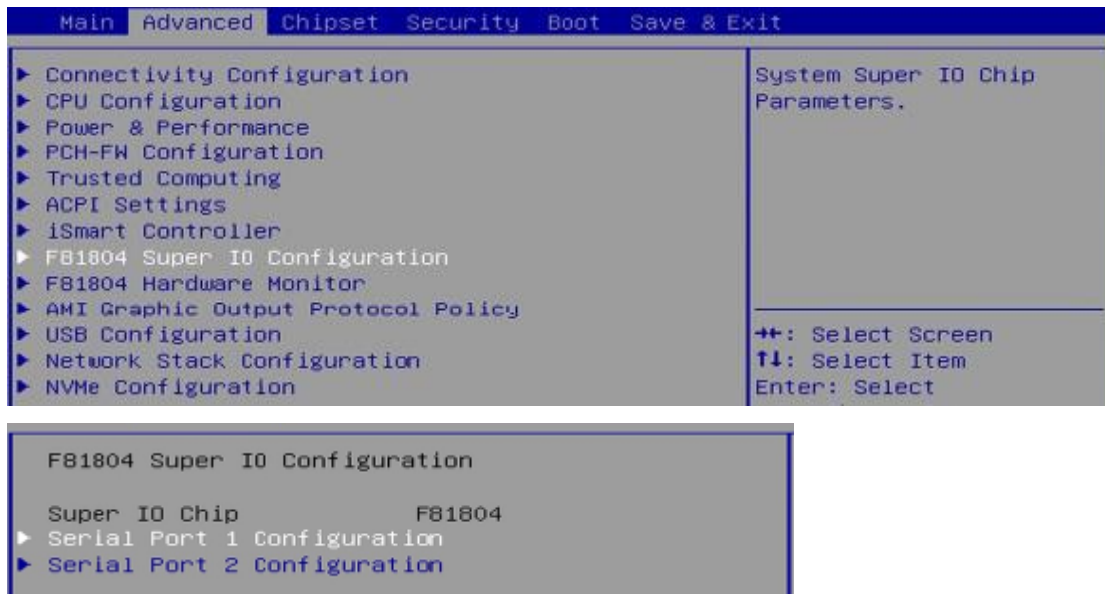 Main Advanced Chipset Security Boot Save & Exit
▶ Connectivity Configuration
▶ CPU Configuration
▶ Power & Performance
▶ PCH-FW Configuration
▶ Trusted Computing
▶ ACPI Settings
▶ iSmart Controller
▶ F81804 Super IO Configuration
▶ F81804 Hardware Monitor
▶ AMI Graphic Output Protocol Policy
▶ USB Configuration
▶ Network Stack Configuration
▶ NVMe Configuration
System Super IO Chip
Parameters.
→←: Select Screen
↑↓: Select Item
Enter: Select
F81804 Super IO Configuration
Super IO Chip F81804
▶ Serial Port 1 Configuration
▶ Serial Port 2 Configuration